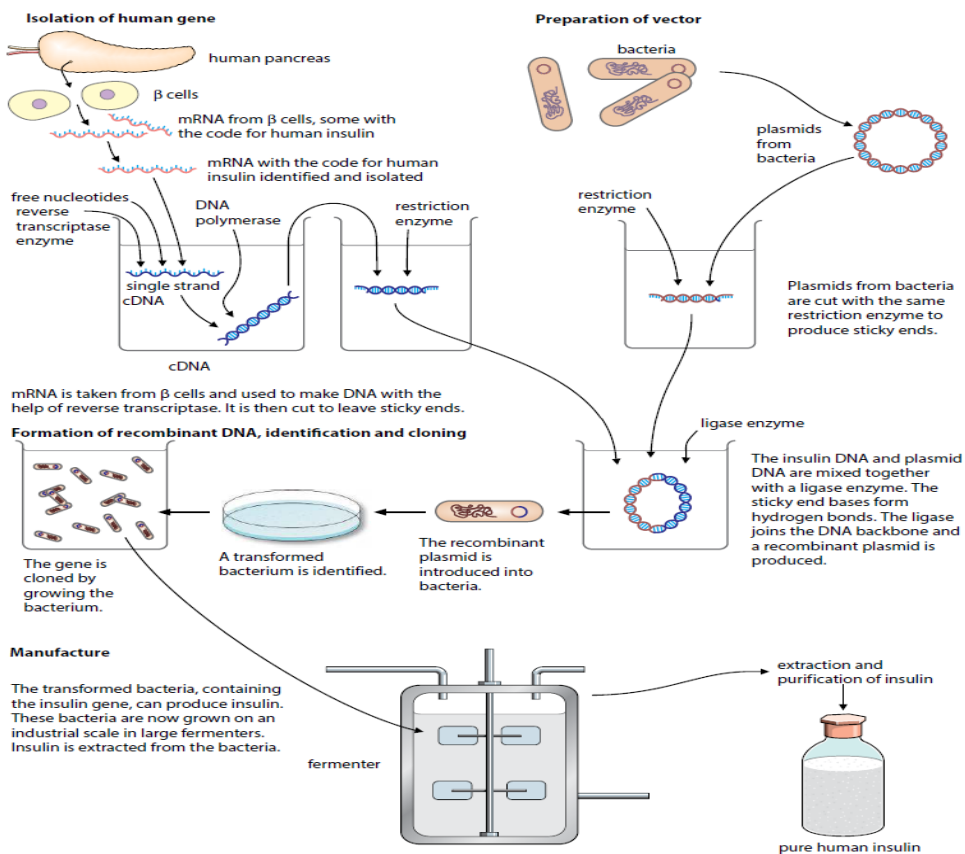 Isolation of human gene
human pancreas
β cells
mRNA from β cells, some with
the code for human insulin
mRNA with the code for human
insulin identified and isolated
free nucleotides
reverse
transcriptase
enzyme
DNA
polymerase
restriction
enzyme
single strand
cDNA
cDNA
mRNA is taken from β cells and used to make DNA with the
help of reverse transcriptase. It is then cut to leave sticky ends.
Preparation of vector
bacteria
plasmids
from
bacteria
restriction
enzyme
Plasmids from bacteria
are cut with the same
restriction enzyme to
produce sticky ends.
Formation of recombinant DNA, identification and cloning
ligase enzyme
The insulin DNA and plasmid
DNA are mixed together
with a ligase enzyme. The
sticky end bases form
hydrogen bonds. The ligase
joins the DNA backbone and
a recombinant plasmid is
produced.
The recombinant
plasmid is
introduced into
bacteria.
A transformed
bacterium is identified.
The gene is
cloned by
growing the
bacterium.
Manufacture
The transformed bacteria, containing
the insulin gene, can produce insulin.
These bacteria are now grown on an
industrial scale in large fermenters.
Insulin is extracted from the bacteria.
fermenter
extraction and
purification of insulin
pure human insulin